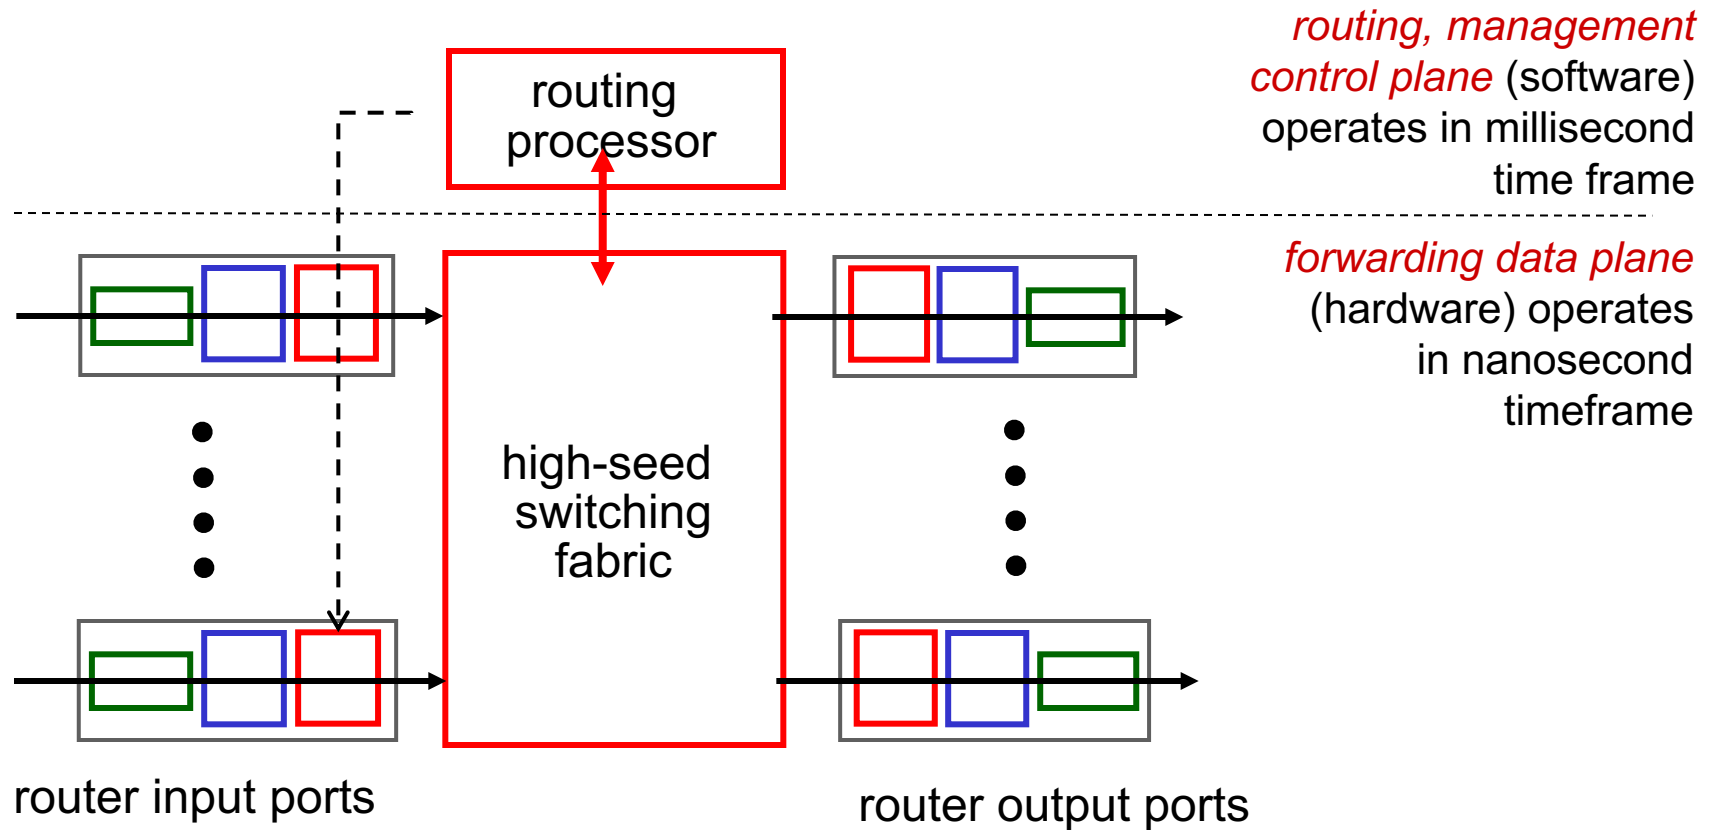 routing, management
control plane (software)
operates in millisecond
time frame
routing
processor
forwarding data plane
(hardware) operates
in nanosecond
timeframe
high-seed
switching
fabric
router input ports
router output ports